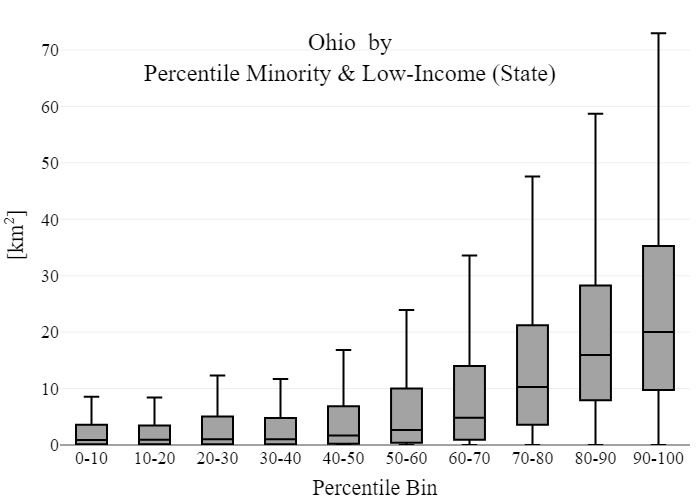 Ohio by
Percentile Minority & Low-Income (State)
70
60
50
40
30
20
10
0
[km²]
0-10 10-20 20-30 30-40 40-50 50-60 60-70 70-80 80-90 90-100
Percentile Bin